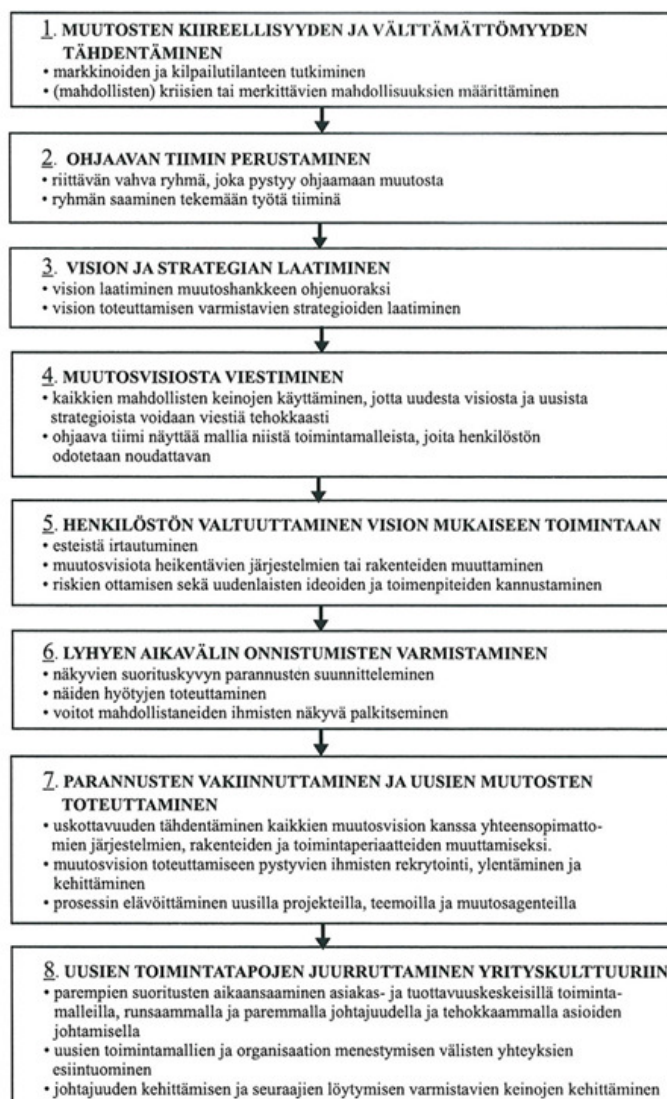 1. MUUTOSTEN KIIREELLISYYDEN JA VÄLTTÄMÄTTÖMYYDEN
TÄHDENTÄMINEN
• markkinoiden ja kilpailutilanteen tutkiminen
• (mahdollisten) kriisien tai merkittävien mahdollisuuksien määrittäminen
2. OHJAAVAN TIIMIN PERUSTAMINEN
• riittävän vahva ryhmä, joka pystyy ohjaamaan muutosta
• ryhmän saaminen tekemään työtä tiiminä
3. VISION JA STRATEGIAN LAATIMINEN
• vision laatiminen muutoshankkeen ohjenuoraksi
• vision toteuttamisen varmistavien strategioiden laatiminen
4. MUUTOSVISIOSTA VIESTIMINEN
• kaikkien mahdollisten keinojen käyttäminen, jotta uudesta visiosta ja uusista
strategioista voidaan viestiä tehokkaasti
• ohjaava tiimi näyttää mallia niistä toimintamalleista, joita henkilöstön
odotetaan noudattavan
5. HENKILÖSTÖN VALTUUTTAMINEN VISION MUKAISEEN TOIMINTAAN
• esteistä irtautuminen
• muutosvisiota heikentävien järjestelmien tai rakenteiden muuttaminen
• riskien ottamisen sekä uudenlaisten ideoiden ja toimenpiteiden kannustaminen
6. LYHYEN AIKAVÄLIN ONNISTUMISTEN VARMISTAMINEN
• näkyvien suorituskyvyn parannusten suunnitteleminen
• näiden hyötyjen toteuttaminen
• voitot mahdollistaneiden ihmisten näkyvä palkitseminen
7. PARANNUSTEN VAKIINNUTTAMINEN JA UUSIEN MUUTOSTEN
TOTEUTTAMINEN
• uskottavuuden tähdentäminen kaikkien muutosvision kanssa yhteensopimatto-
mien järjestelmien, rakenteiden ja toimintaperiaatteiden muuttamiseksi.
• muutosvision toteuttamiseen pystyvien ihmisten rekrytointi, ylentäminen ja
kehittäminen
• prosessin elävöittäminen uusilla projekteilla, teemoilla ja muutosagenteilla
8. UUSIEN TOIMINTATAPOJEN JUURRUTTAMINEN YRITYSKULTTUURIIN
• parempien suoritusten aikaansaaminen asiakas- ja tuottavuuskeskeisillä toiminta-
malleilla, runsaammalla ja paremmalla johtajuudella ja tehokkaammalla asioiden
johtamisella
• uusien toimintamallien ja organisaation menestymisen välisten yhteyksien
esiintuominen
• johtajuuden kehittämisen ja seuraajien löytymisen varmistavien keinojen kehittäminen